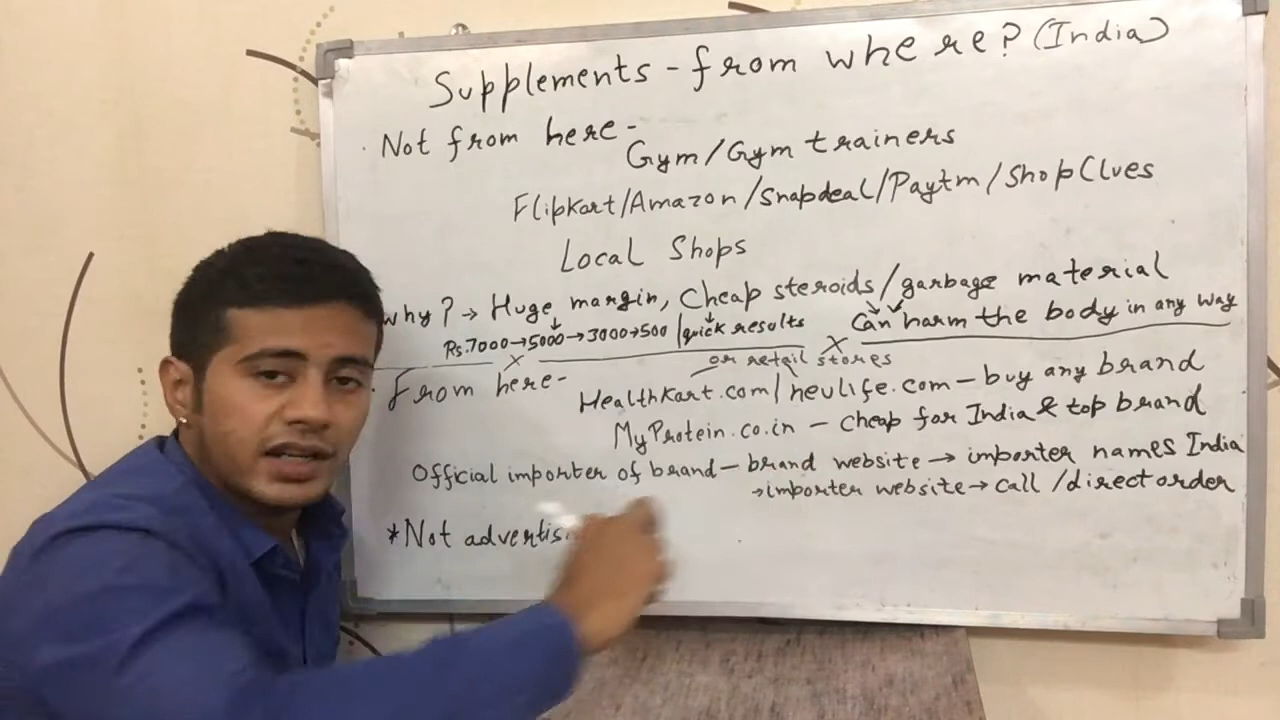 Supplements - from where? (India)
Not from here -
Gym/Gym trainers
Flipkart/Amazon/Snapdeal/Paytm/ShopClues
Local Shops
Why? → Huge margin, Cheap steroids/garbage material
Rs.7000→5000→3000→500 |quick results Can harm the body in any way
or retail stores
From here -
HealthKart.com/neulife.com - buy any brand
MyProtein.co.in - cheap for India & top brand
Official importer of brand - brand website → importer names India
→importer website→ call /direct order
*Not